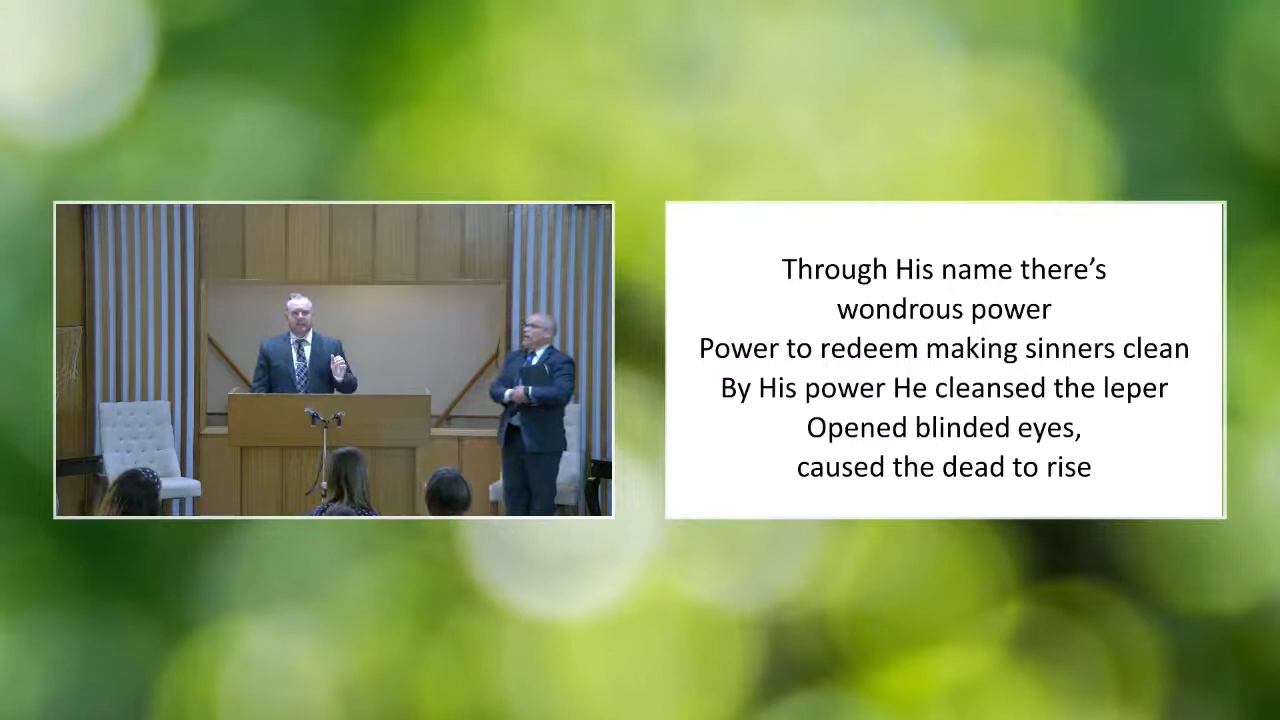 Through His name there’s
wondrous power
Power to redeem making sinners clean
By His power He cleansed the leper
Opened blinded eyes,
caused the dead to rise